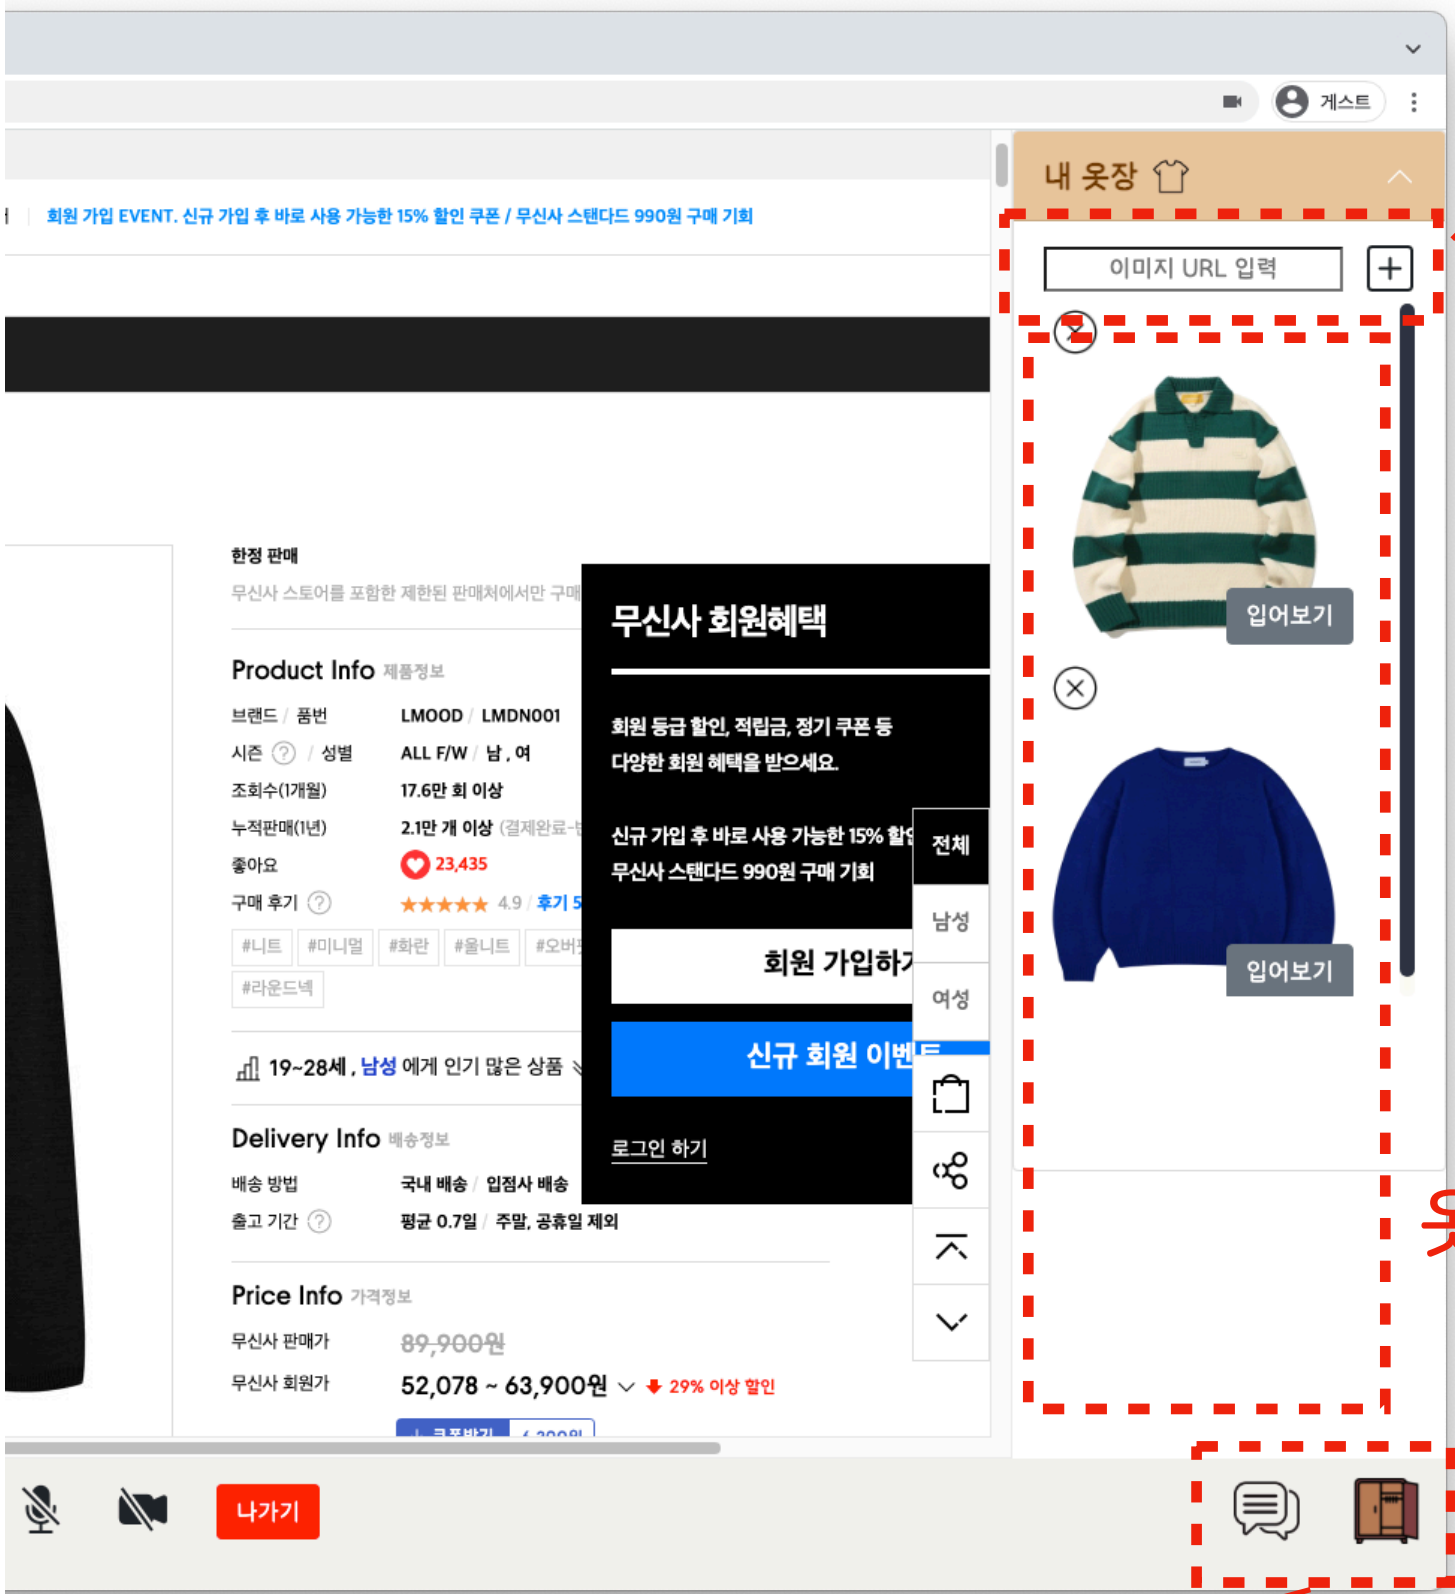 게스트
내 옷장
회원 가입 EVENT. 신규 가입 후 바로 사용 가능한 15% 할인 쿠폰 / 무신사 스탠다드 990원 구매 기회
이미지 URL 입력
입어보기
입어보기
한정 판매
무신사 스토어를 포함한 제한된 판매처에서만 구매
Product Info 제품정보
브랜드 / 품번 LMOOD / LMDN001
시즌 ? / 성별 ALL F/W / 남 , 여
조회수(1개월) 17.6만 회 이상
누적판매(1년) 2.1만 개 이상 (결제완료-
좋아요 23,435
구매 후기 ? ★★★★★ 4.9 / 후기 5
#니트 #미니멀 #화란 #울니트 #오버
#라운드넥
19~28세 , 남성 에게 인기 많은 상품
Delivery Info 배송정보
배송 방법 국내 배송 / 입점사 배송
출고 기간 ? 평균 0.7일 / 주말, 공휴일 제외
Price Info 가격정보
무신사 판매가 89,900원
무신사 회원가 52,078 ~ 63,900원 29% 이상 할인
무신사 회원혜택
회원 등급 할인, 적립금, 정기 쿠폰 등
다양한 회원 혜택을 받으세요.
신규 가입 후 바로 사용 가능한 15% 할인
무신사 스탠다드 990원 구매 기회
회원 가입하기
신규 회원 이벤트
로그인 하기
전체
남성
여성
옷
나가기